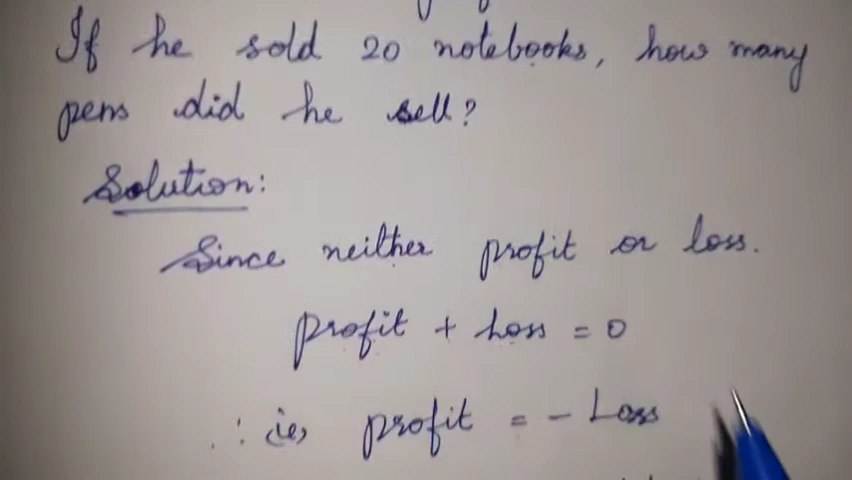 If he sold 20 notebooks, how many
pens did he sell?
Solution:
Since neither profit or loss.
profit + Loss = 0
∴ (ie) profit = - Loss